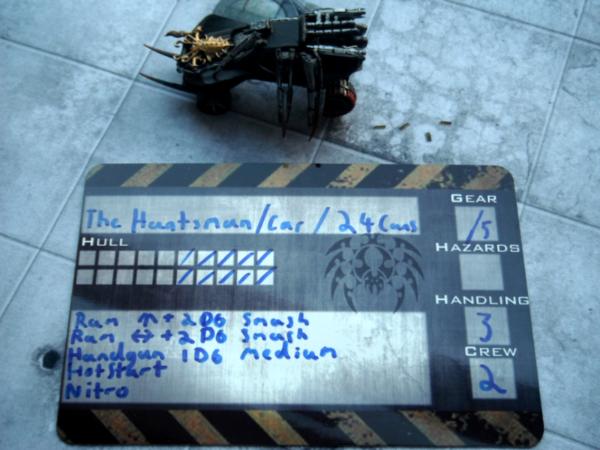 The Huntsman/Car/24Cans
GEAR
/5
HULL
HAZARDS
HANDLING
3
CREW
2
Ram ↑ +2D6 Smash
Ram ↔ +2D6 Smash
Handgun 1D6 Medium
HotStart
Nitro